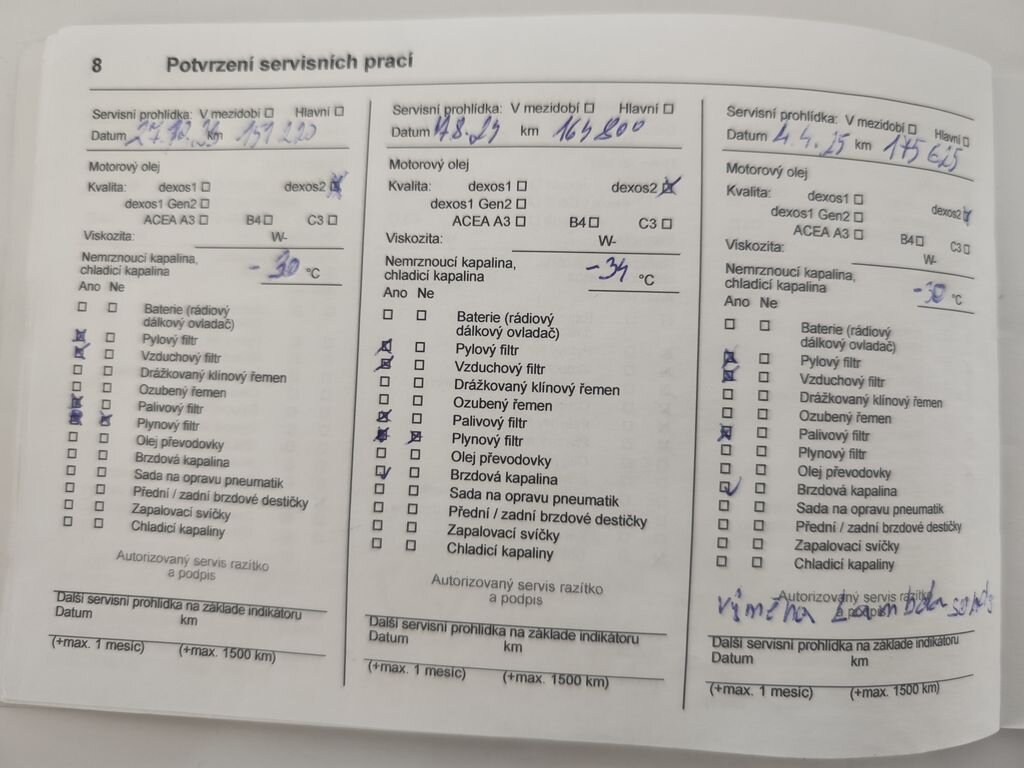 8 Potvrzení servisních prací
Servisní prohlídka: V mezidobí ☐ Hlavní ☐
Datum km 151 220
Motorový olej
Kvalita: dexos1 ☐ dexos2 ☒
dexos1 Gen2 ☐
ACEA A3 ☐ B4 ☐ C3 ☐
Viskozita: W-
Nemrznoucí kapalina,
chladicí kapalina -30 °C
Ano Ne
☐ ☐ Baterie (rádiový
dálkový ovladač)
☒ ☐ Pylový filtr
☒ ☐ Vzduchový filtr
☐ ☐ Drážkovaný klínový řemen
☐ ☐ Ozubený řemen
☒ ☐ Palivový filtr
☒ ☒ Plynový filtr
☐ ☐ Olej převodovky
☐ ☐ Brzdová kapalina
☐ ☐ Sada na opravu pneumatik
☐ ☐ Přední / zadní brzdové destičky
☐ ☐ Zapalovací svíčky
☐ ☐ Chladicí kapaliny
Autorizovaný servis razítko
a podpis
Další servisní prohlídka na základe indikátoru
Datum km
(+max. 1 mesíc) (+max. 1500 km)
Servisní prohlídka: V mezidobí ☐ Hlavní ☐
Datum km 163 800
Motorový olej
Kvalita: dexos1 ☐ dexos2 ☒
dexos1 Gen2 ☐
ACEA A3 ☐ B4 ☐ C3 ☐
Viskozita: W-
Nemrznoucí kapalina,
chladicí kapalina -34 °C
Ano Ne
☐ ☐ Baterie (rádiový
dálkový ovladač)
☒ ☐ Pylový filtr
☒ ☐ Vzduchový filtr
☐ ☐ Drážkovaný klínový řemen
☐ ☐ Ozubený řemen
☒ ☐ Palivový filtr
☒ ☒ Plynový filtr
☐ ☐ Olej převodovky
☑ ☐ Brzdová kapalina
☐ ☐ Sada na opravu pneumatik
☐ ☐ Přední / zadní brzdové destičky
☐ ☐ Zapalovací svíčky
☐ ☐ Chladicí kapaliny
Autorizovaný servis razítko
a podpis
Další servisní prohlídka na základe indikátoru
Datum km
(+max. 1 mesíc) (+max. 1500 km)
Servisní prohlídka: V mezidobí ☐ Hlavní ☐
Datum 4.4.25 km 175 625
Motorový olej
Kvalita: dexos1 ☐ dexos2 ☑
dexos1 Gen2 ☐
ACEA A3 ☐ B4 ☐ C3 ☐
Viskozita: W-
Nemrznoucí kapalina,
chladicí kapalina -30 °C
Ano Ne
☐ ☐ Baterie (rádiový
dálkový ovladač)
☒ ☐ Pylový filtr
☒ ☐ Vzduchový filtr
☐ ☐ Drážkovaný klínový řemen
☐ ☐ Ozubený řemen
☒ ☐ Palivový filtr
☐ ☐ Plynový filtr
☐ ☐ Olej převodovky
☑ ☐ Brzdová kapalina
☐ ☐ Sada na opravu pneumatik
☐ ☐ Přední / zadní brzdové destičky
☐ ☐ Zapalovací svíčky
☐ ☐ Chladicí kapaliny
Autorizovaný servis razítko
a podpis
výměna Lambda sondy
Další servisní prohlídka na základe indikátoru
Datum km
(+max. 1 mesíc) (+max. 1500 km)